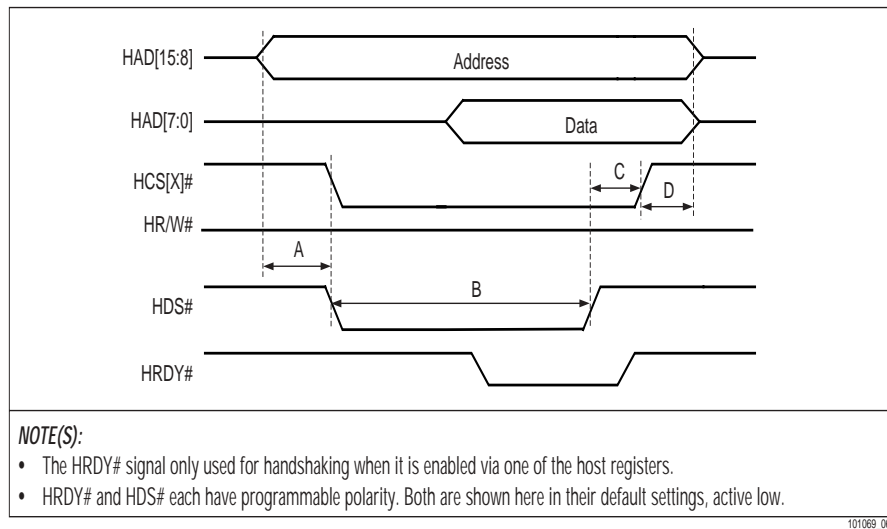 HAD[15:8]
Address
HAD[7:0]
Data
HCS[X]#
C
D
HR/W#
A
B
HDS#
HRDY#
NOTE(S):
• The HRDY# signal only used for handshaking when it is enabled via one of the host registers.
• HRDY# and HDS# each have programmable polarity. Both are shown here in their default settings, active low.